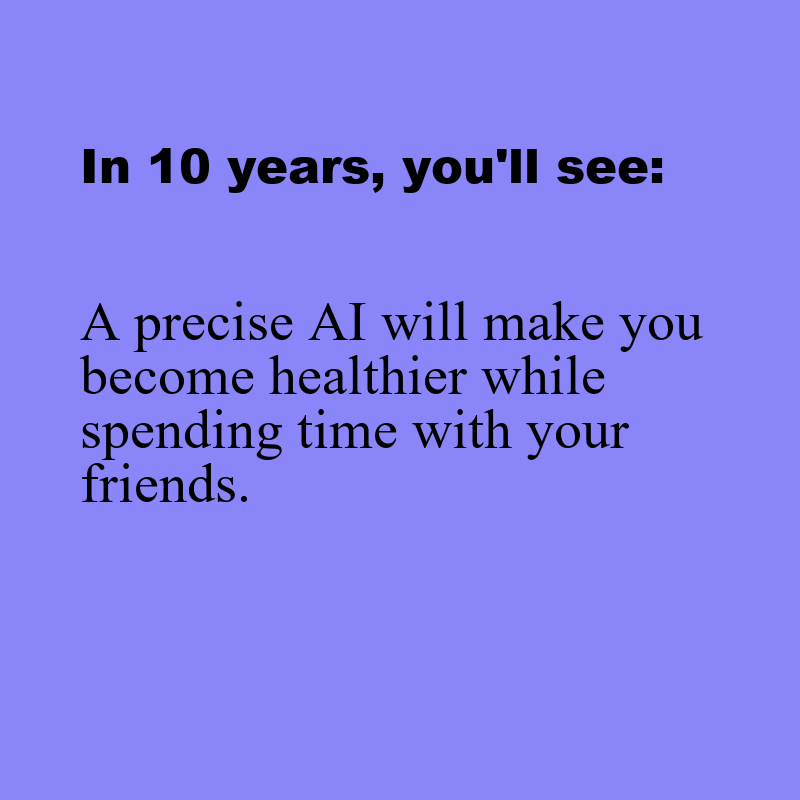 In 10 years, you'll see:
A precise AI will make you
become healthier while
spending time with your
friends.